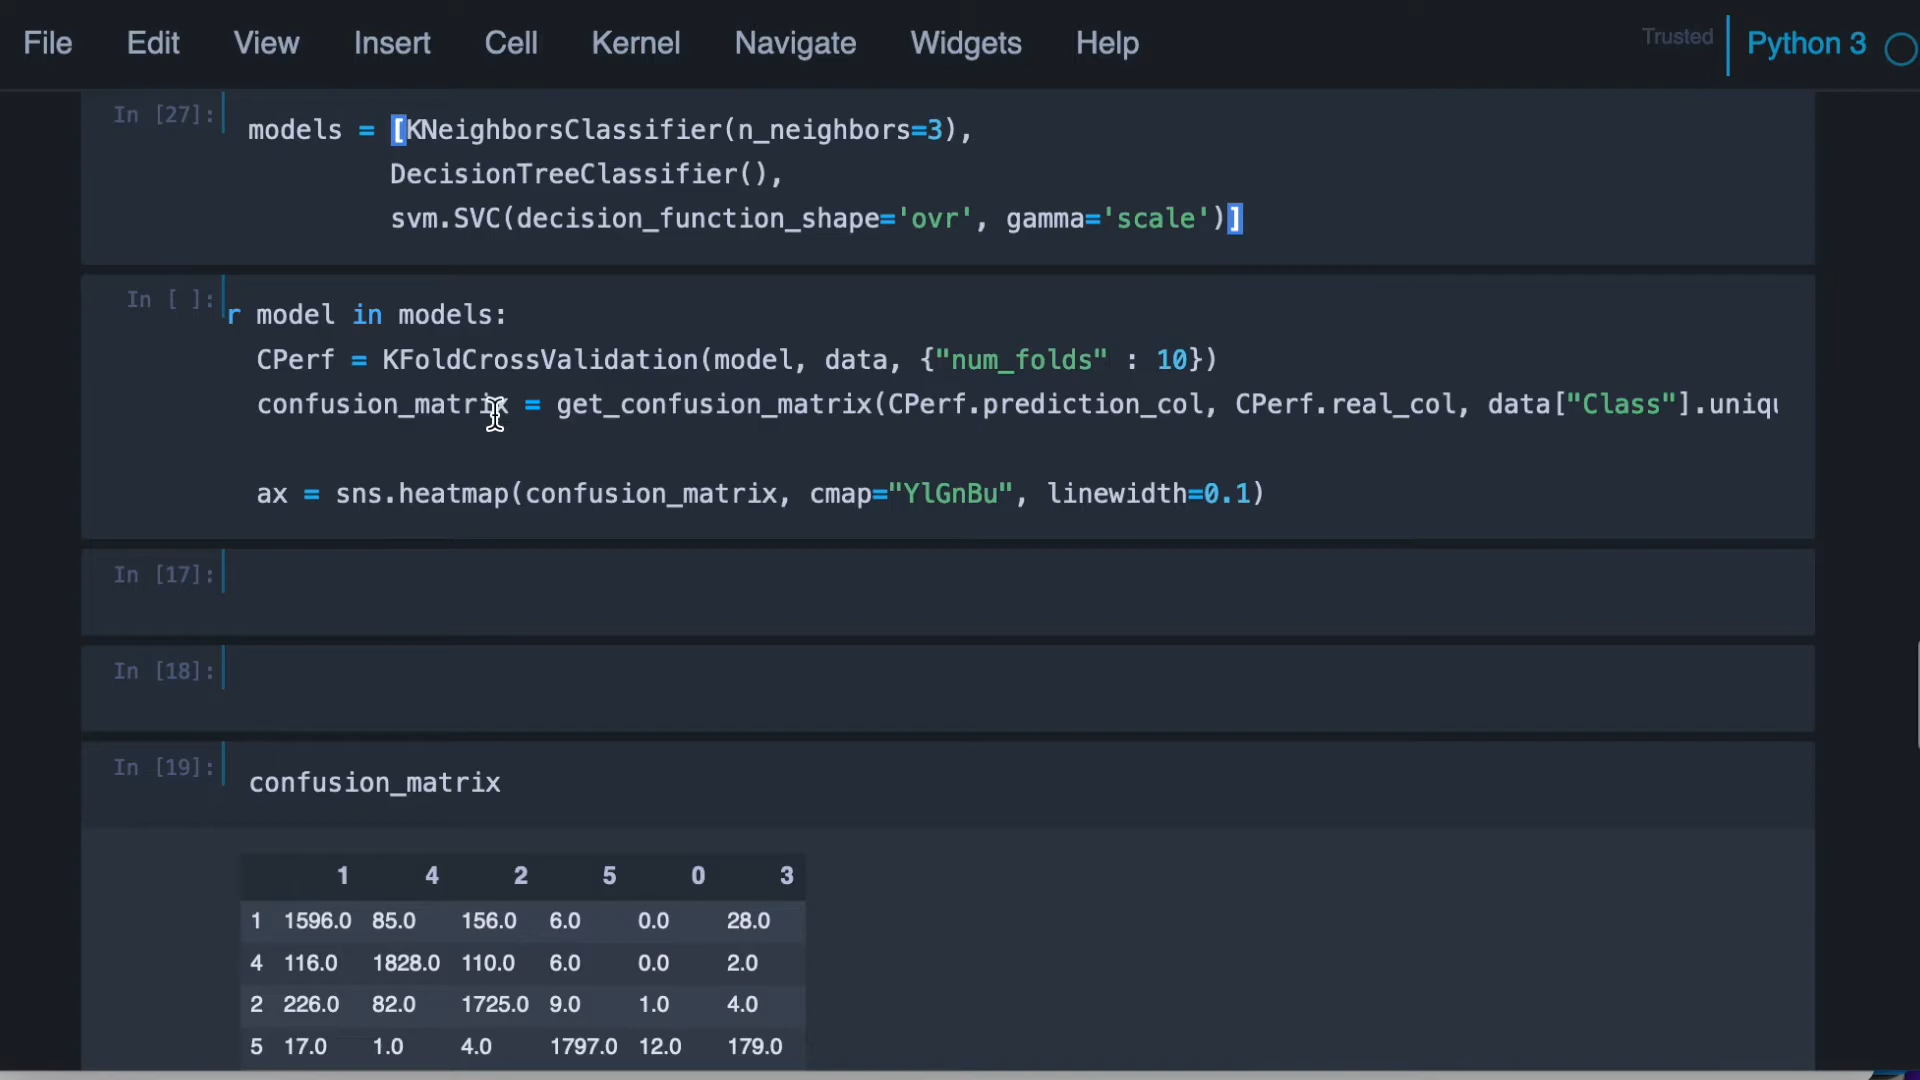 File Edit View Insert Cell Kernel Navigate Widgets Help Trusted Python 3
In [27]: models = [KNeighborsClassifier(n_neighbors=3),
DecisionTreeClassifier(),
svm.SVC(decision_function_shape='ovr', gamma='scale')]
In [ ]: r model in models:
CPerf = KFoldCrossValidation(model, data, {"num_folds" : 10})
confusion_matrix = get_confusion_matrix(CPerf.prediction_col, CPerf.real_col, data["Class"].uniqu
ax = sns.heatmap(confusion_matrix, cmap="YlGnBu", linewidth=0.1)
In [17]:
In [18]:
In [19]: confusion_matrix
1 4 2 5 0 3
1 1596.0 85.0 156.0 6.0 0.0 28.0
4 116.0 1828.0 110.0 6.0 0.0 2.0
2 226.0 82.0 1725.0 9.0 1.0 4.0
5 17.0 1.0 4.0 1797.0 12.0 179.0